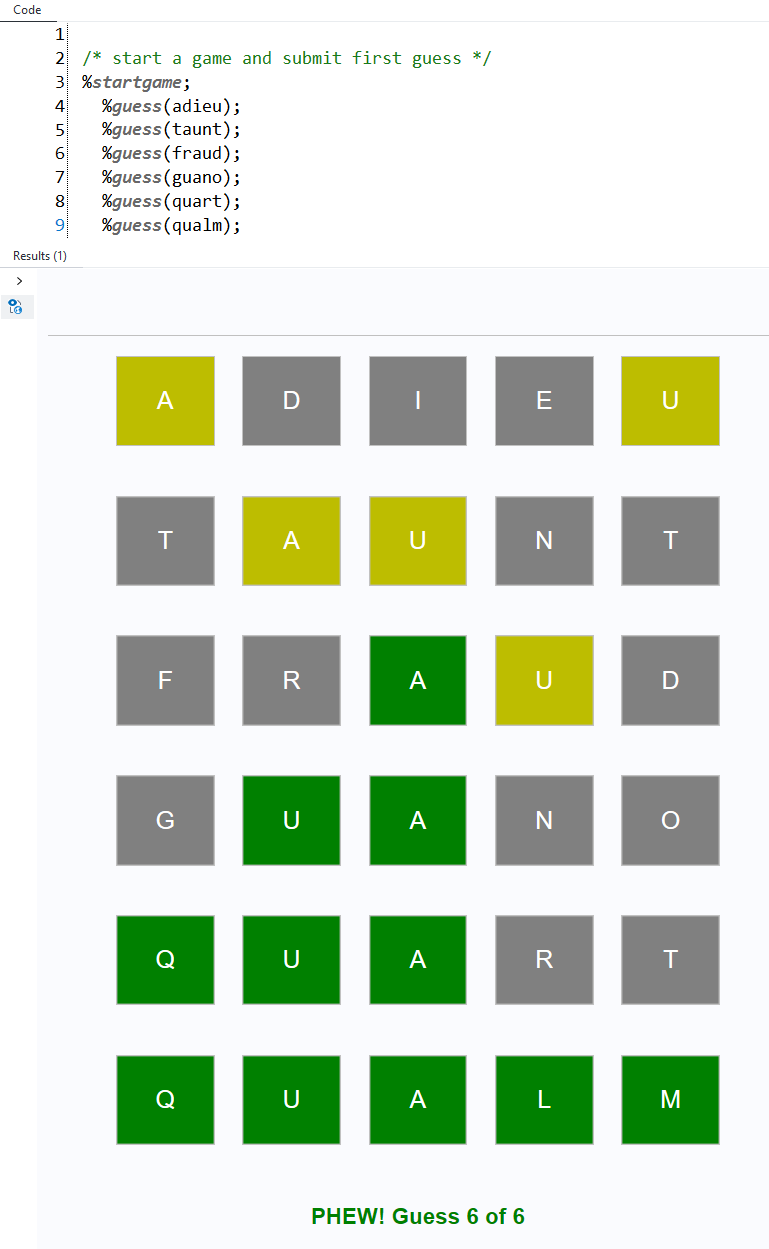 Code
1
2 /* start a game and submit first guess */
3 %startgame;
4 %guess(adieu);
5 %guess(taunt);
6 %guess(fraud);
7 %guess(guano);
8 %guess(quart);
9 %guess(qualm);
Results (1)
A D I E U
T A U N T
F R A U D
G U A N O
Q U A R T
Q U A L M
PHEW! Guess 6 of 6